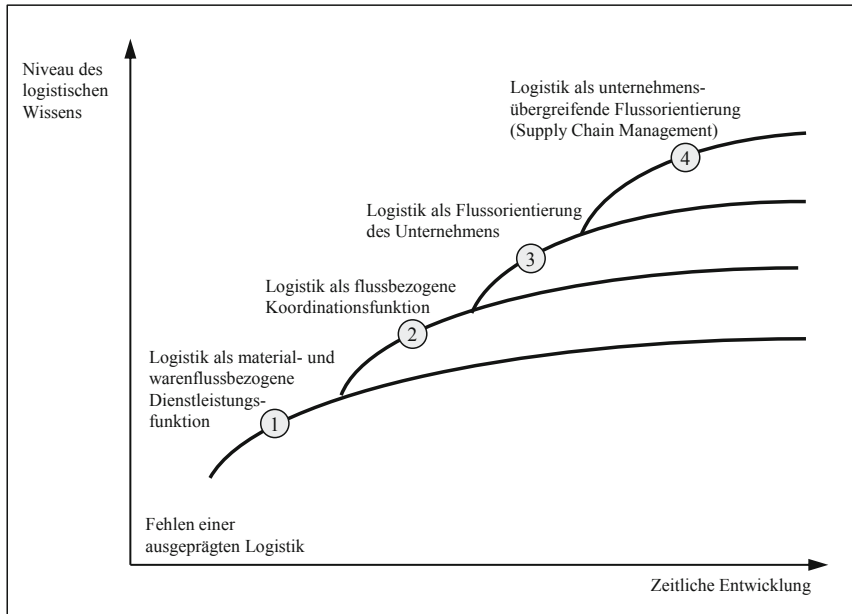 Niveau des
logistischen
Wissens
Logistik als unternehmens-
übergreifende Flussorientierung
(Supply Chain Management)
4
Logistik als Flussorientierung
des Unternehmens
3
Logistik als flussbezogene
Koordinationsfunktion
2
Logistik als material- und
warenflussbezogene
Dienstleistungs-
funktion
1
Fehlen einer
ausgeprägten Logistik
Zeitliche Entwicklung